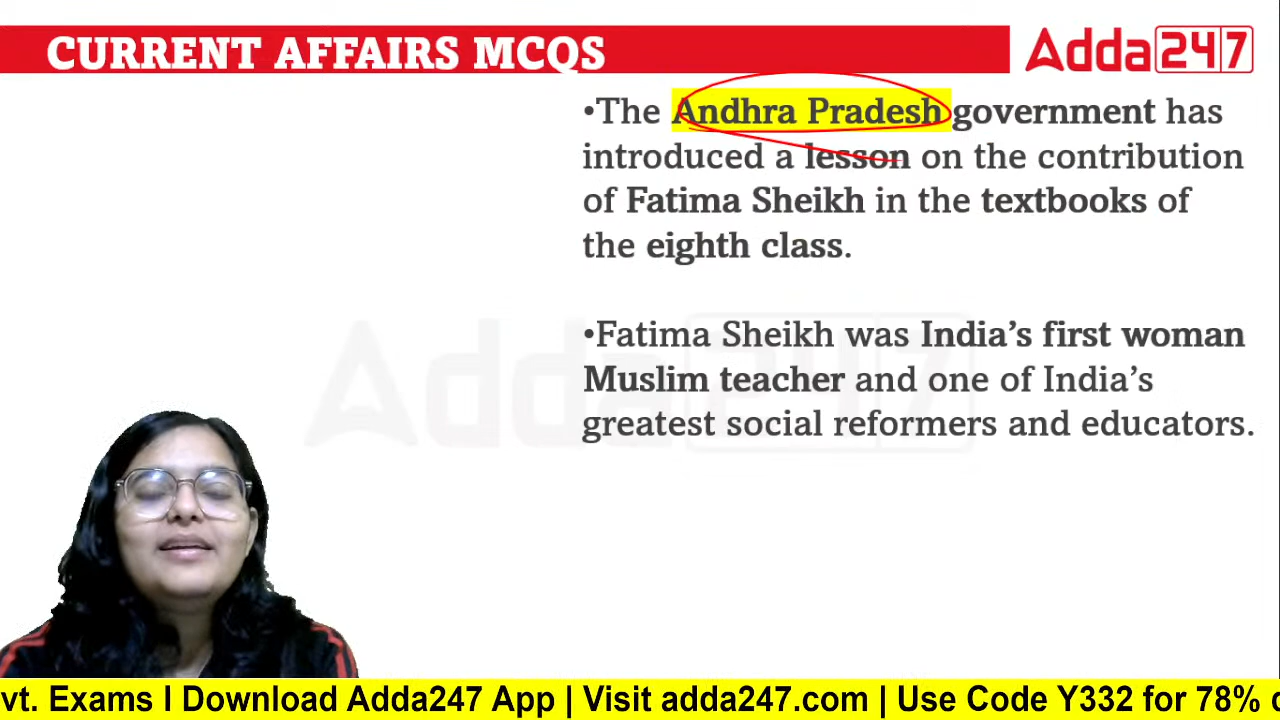 CURRENT AFFAIRS MCQS
Adda247
•The Andhra Pradesh government has
introduced a lesson on the contribution
of Fatima Sheikh in the textbooks of
the eighth class.
•Fatima Sheikh was India’s first woman
Muslim teacher and one of India’s
greatest social reformers and educators.
Adda247
vt. Exams I Download Adda247 App | Visit adda247.com | Use Code Y332 for 78%